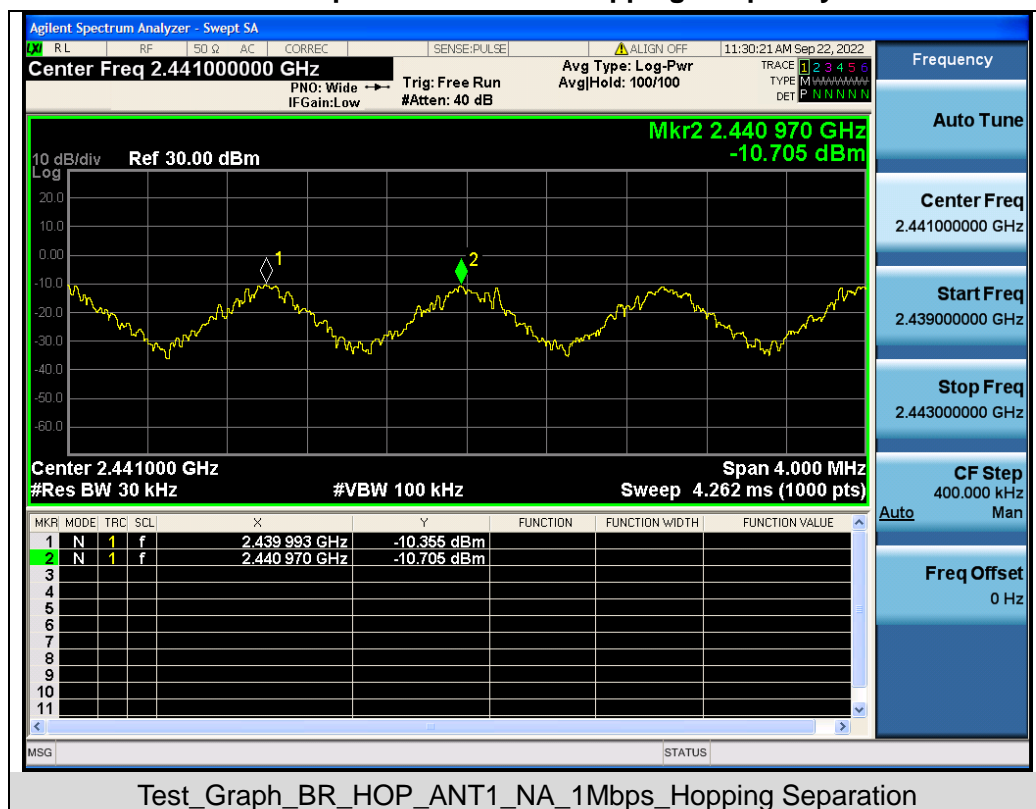 Agilent Spectrum Analyzer - Swept SA
LXI RL RF 50 Ω AC CORREC SENSE:PULSE ALIGN OFF 11:30:21 AM Sep 22, 2022
Center Freq 2.441000000 GHz
PNO: Wide
IFGain:Low
Trig: Free Run
#Atten: 40 dB
Avg Type: Log-Pwr
Avg|Hold: 100/100
TRACE 1 2 3 4 5 6
TYPE M WWWWW
DET P N N N N N
Mkr2 2.440 970 GHz
-10.705 dBm
10 dB/div Ref 30.00 dBm
Log
20.0
10.0
0.00
-10.0
-20.0
-30.0
-40.0
-50.0
-60.0
1
2
Center 2.441000 GHz Span 4.000 MHz
#Res BW 30 kHz #VBW 100 kHz Sweep 4.262 ms (1000 pts)
MKR MODE TRC SCL X Y FUNCTION FUNCTION WIDTH FUNCTION VALUE
1 N 1 f 2.439 993 GHz -10.355 dBm
2 N 1 f 2.440 970 GHz -10.705 dBm
3
4
5
6
7
8
9
10
11
MSG STATUS
Frequency
Auto Tune
Center Freq
2.441000000 GHz
Start Freq
2.439000000 GHz
Stop Freq
2.443000000 GHz
CF Step
400.000 kHz
Auto Man
Freq Offset
0 Hz
Test_Graph_BR_HOP_ANT1_NA_1Mbps_Hopping Separation